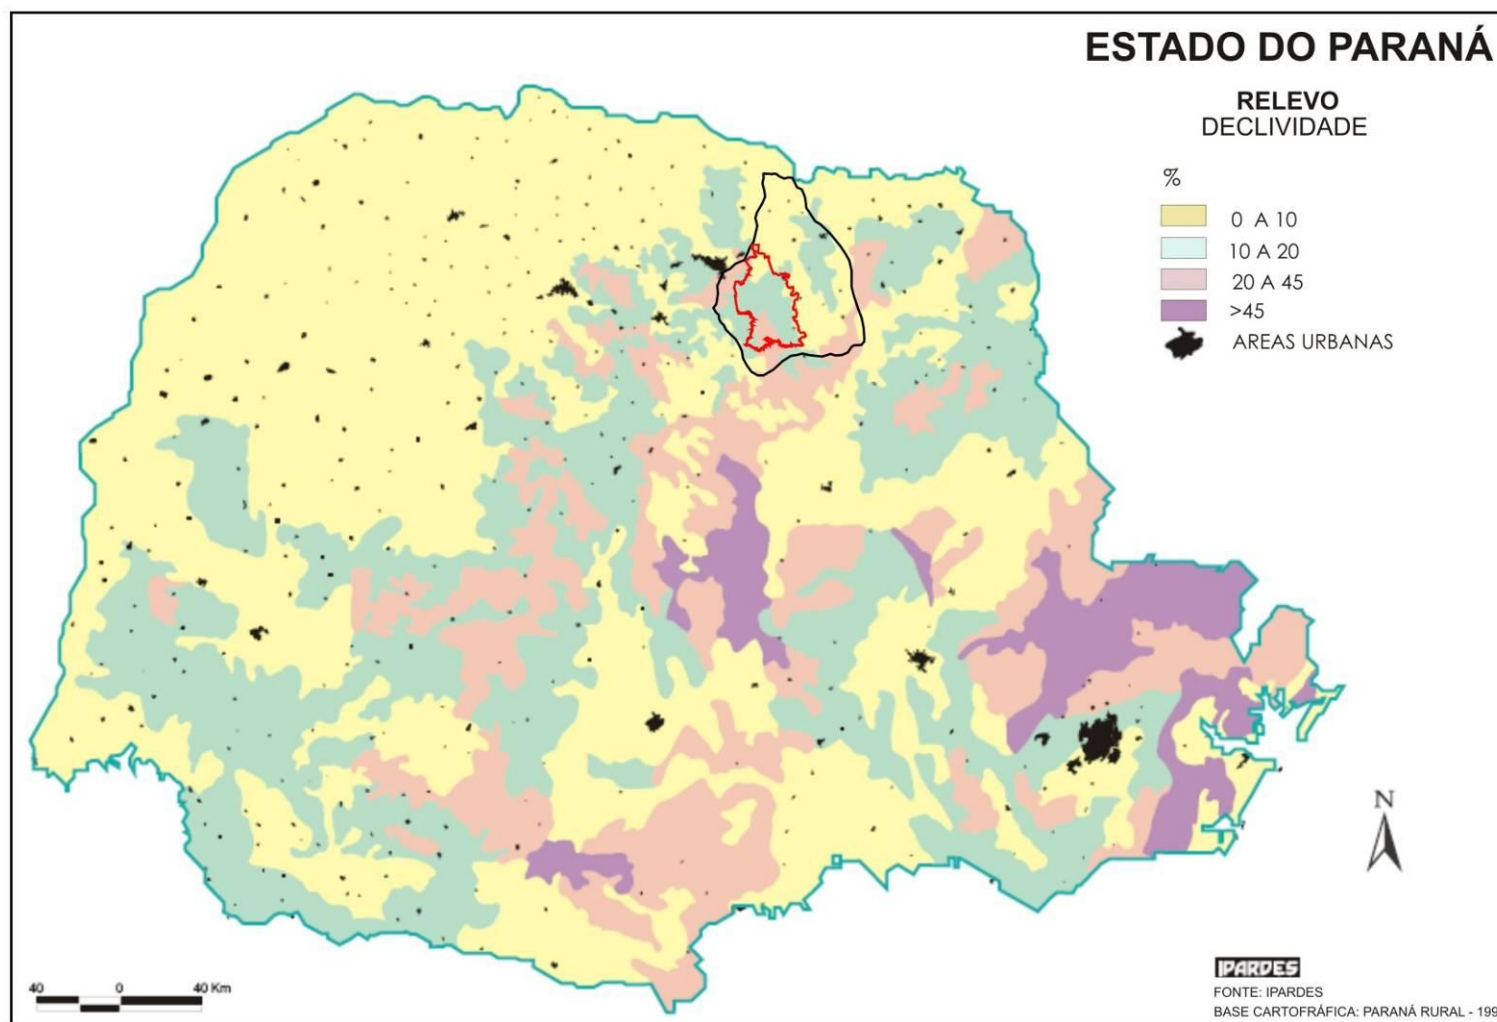 ESTADO DO PARANÁ
RELEVO
DECLIVIDADE
%
0 A 10
10 A 20
20 A 45
>45
AREAS URBANAS
N
40 0 40 Km
IPARDES
FONTE: IPARDES
BASE CARTOFRÁFICA: PARANÁ RURAL - 199